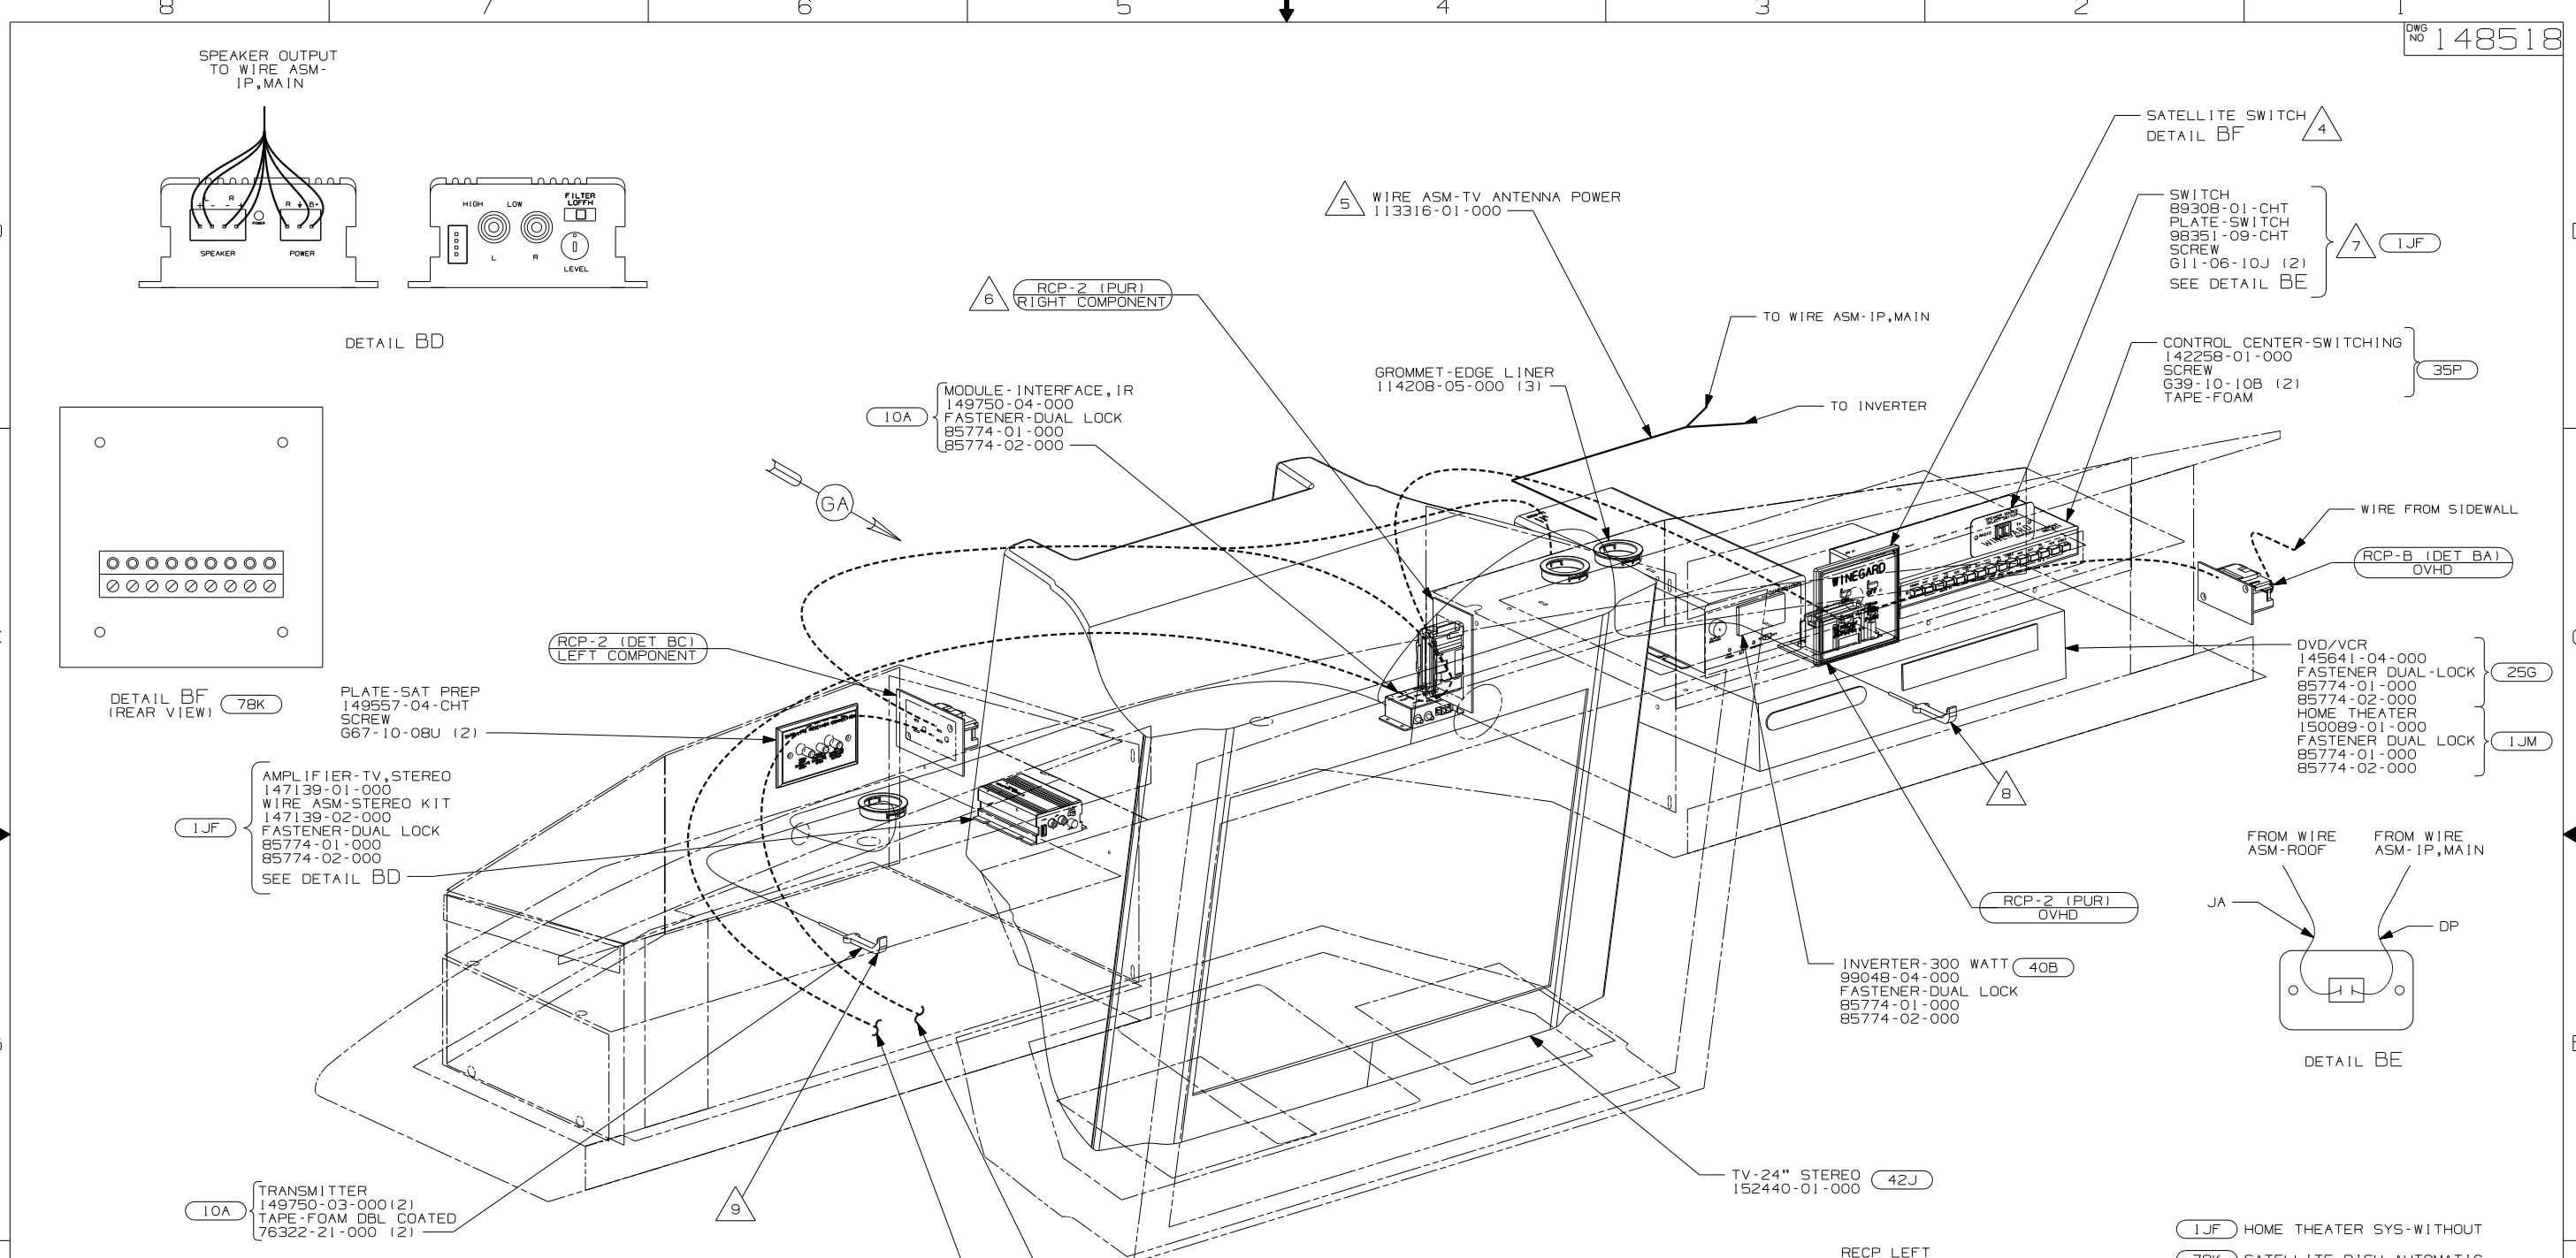 8 7 6 5 4 3 2 1
DWG NO 148518
SPEAKER OUTPUT
TO WIRE ASM-
IP,MAIN
L R
+ - - +
POWER
R B+
SPEAKER
POWER
HIGH LOW
FILTER
LOFFH
L R
LEVEL
DETAIL BD
SATELLITE SWITCH
DETAIL BF
4
5
WIRE ASM-TV ANTENNA POWER
113316-01-000
SWITCH
89308-01-CHT
PLATE-SWITCH
98351-09-CHT
SCREW
G11-06-10J (2)
SEE DETAIL BE
7
1JF
6
RCP-2 (PUR)
RIGHT COMPONENT
TO WIRE ASM-IP,MAIN
CONTROL CENTER-SWITCHING
142258-01-000
SCREW
G39-10-10B (2)
TAPE-FOAM
35P
GROMMET-EDGE LINER
114208-05-000 (3)
10A
MODULE-INTERFACE,IR
149750-04-000
FASTENER-DUAL LOCK
85774-01-000
85774-02-000
TO INVERTER
GA
WIRE FROM SIDEWALL
RCP-B (DET BA)
OVHD
WINEGARD
RCP-2 (DET BC)
LEFT COMPONENT
DETAIL BF
(REAR VIEW)
78K
PLATE-SAT PREP
149557-04-CHT
SCREW
G67-10-08U (2)
DVD/VCR
145641-04-000
FASTENER DUAL-LOCK
85774-01-000
85774-02-000
25G
HOME THEATER
150089-01-000
FASTENER DUAL LOCK
85774-01-000
85774-02-000
1JM
1JF
AMPLIFIER-TV,STEREO
147139-01-000
WIRE ASM-STEREO KIT
147139-02-000
FASTENER-DUAL LOCK
85774-01-000
85774-02-000
SEE DETAIL BD
8
FROM WIRE
ASM-ROOF
FROM WIRE
ASM-IP,MAIN
JA
DP
DETAIL BE
RCP-2 (PUR)
OVHD
INVERTER-300 WATT
99048-04-000
FASTENER-DUAL LOCK
85774-01-000
85774-02-000
40B
TV-24" STEREO
152440-01-000
42J
10A
TRANSMITTER
149750-03-000(2)
TAPE-FOAM DBL COATED
76322-21-000 (2)
9
1JF HOME THEATER SYS-WITHOUT
RECP LEFT
78K SATELLITE DISH-AUTOMATIC